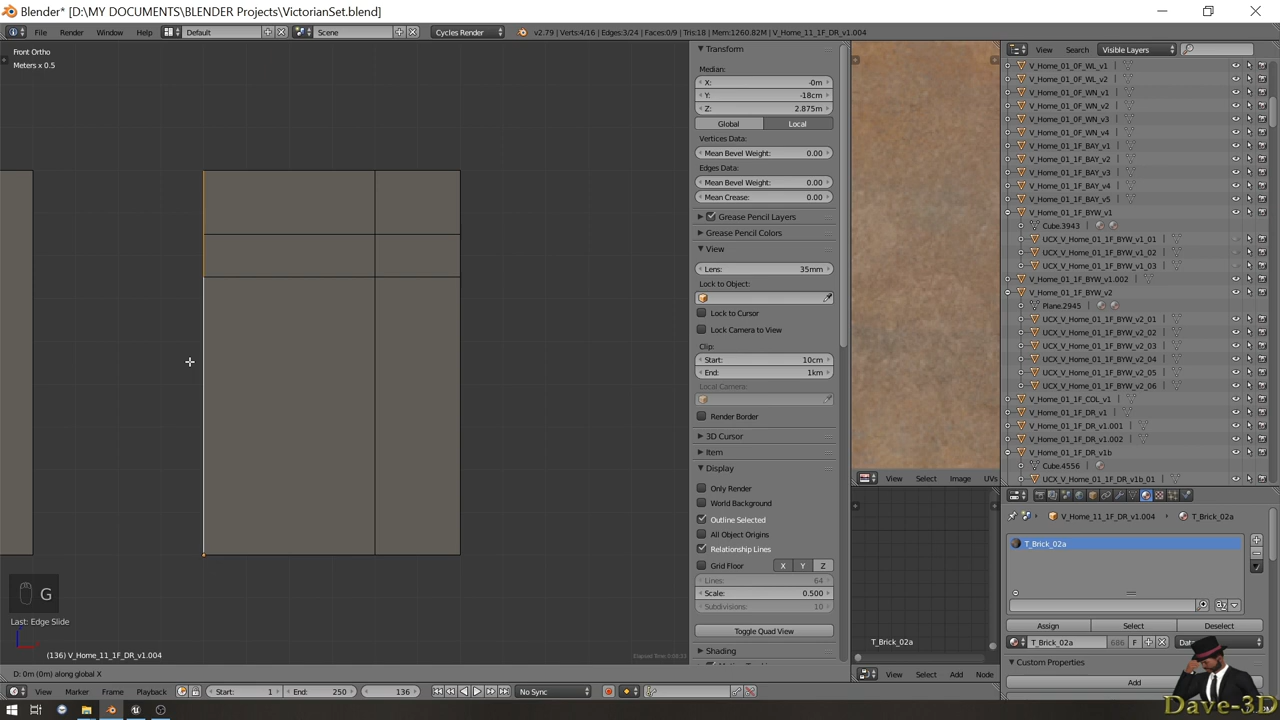 Blender* [D:\MY DOCUMENTS\BLENDER Projects\VictorianSet.blend]
File Render Window Help Default Scene Cycles Render v2.79 | Verts:4/16 | Edges:3/24 | Faces:0/9 | Tris:18 | Mem:1260.82M | V_Home_11_1F_DR_v1.004
View Search Visible Layers
Front Ortho
Meters x 0.5
Transform
Median:
X: -0m
Y: -18cm
Z: 2.875m
Global Local
Vertices Data:
Mean Bevel Weight: 0.00
Edges Data:
Mean Bevel Weight: 0.00
Mean Crease: 0.00
Grease Pencil Layers
Grease Pencil Colors
View
Lens: 35mm
Lock to Object:
Lock to Cursor
Lock Camera to View
Clip:
Start: 10cm
End: 1km
Local Camera:
Render Border
3D Cursor
Item
Display
Only Render
World Background
Outline Selected
All Object Origins
Relationship Lines
Grid Floor X Y Z
Lines: 64
Scale: 0.500
Subdivisions: 10
Toggle Quad View
Shading
V_Home_01_0F_WL_v1
V_Home_01_0F_WL_v2
V_Home_01_0F_WN_v1
V_Home_01_0F_WN_v2
V_Home_01_0F_WN_v3
V_Home_01_0F_WN_v4
V_Home_01_1F_BAY_v1
V_Home_01_1F_BAY_v2
V_Home_01_1F_BAY_v3
V_Home_01_1F_BAY_v4
V_Home_01_1F_BAY_v5
V_Home_01_1F_BYW_v1
Cube.3943
UCX_V_Home_01_1F_BYW_v1_01
UCX_V_Home_01_1F_BYW_v1_02
UCX_V_Home_01_1F_BYW_v1_03
V_Home_01_1F_BYW_v1.002
V_Home_01_1F_BYW_v2
Plane.2945
UCX_V_Home_01_1F_BYW_v2_01
UCX_V_Home_01_1F_BYW_v2_02
UCX_V_Home_01_1F_BYW_v2_03
UCX_V_Home_01_1F_BYW_v2_04
UCX_V_Home_01_1F_BYW_v2_05
UCX_V_Home_01_1F_BYW_v2_06
V_Home_01_1F_COL_v1
V_Home_01_1F_DR_v1
V_Home_01_1F_DR_v1.001
V_Home_01_1F_DR_v1.002
V_Home_01_1F_DR_v1b
Cube.4556
UCX_V_Home_01_1F_DR_v1b_01
View Select Image UVs
V_Home_11_1F_DR_v1.004 T_Brick_02a
T_Brick_02a
Assign Select Deselect
T_Brick_02a 686 F
Custom Properties
Add
T_Brick_02a
View Select Add Node
G
Last: Edge Slide
(136) V_Home_11_1F_DR_v1.004
D: 0m (0m) along global X
View Marker Frame Playback Start: 1 End: 250 136 No Sync
Dave-3D